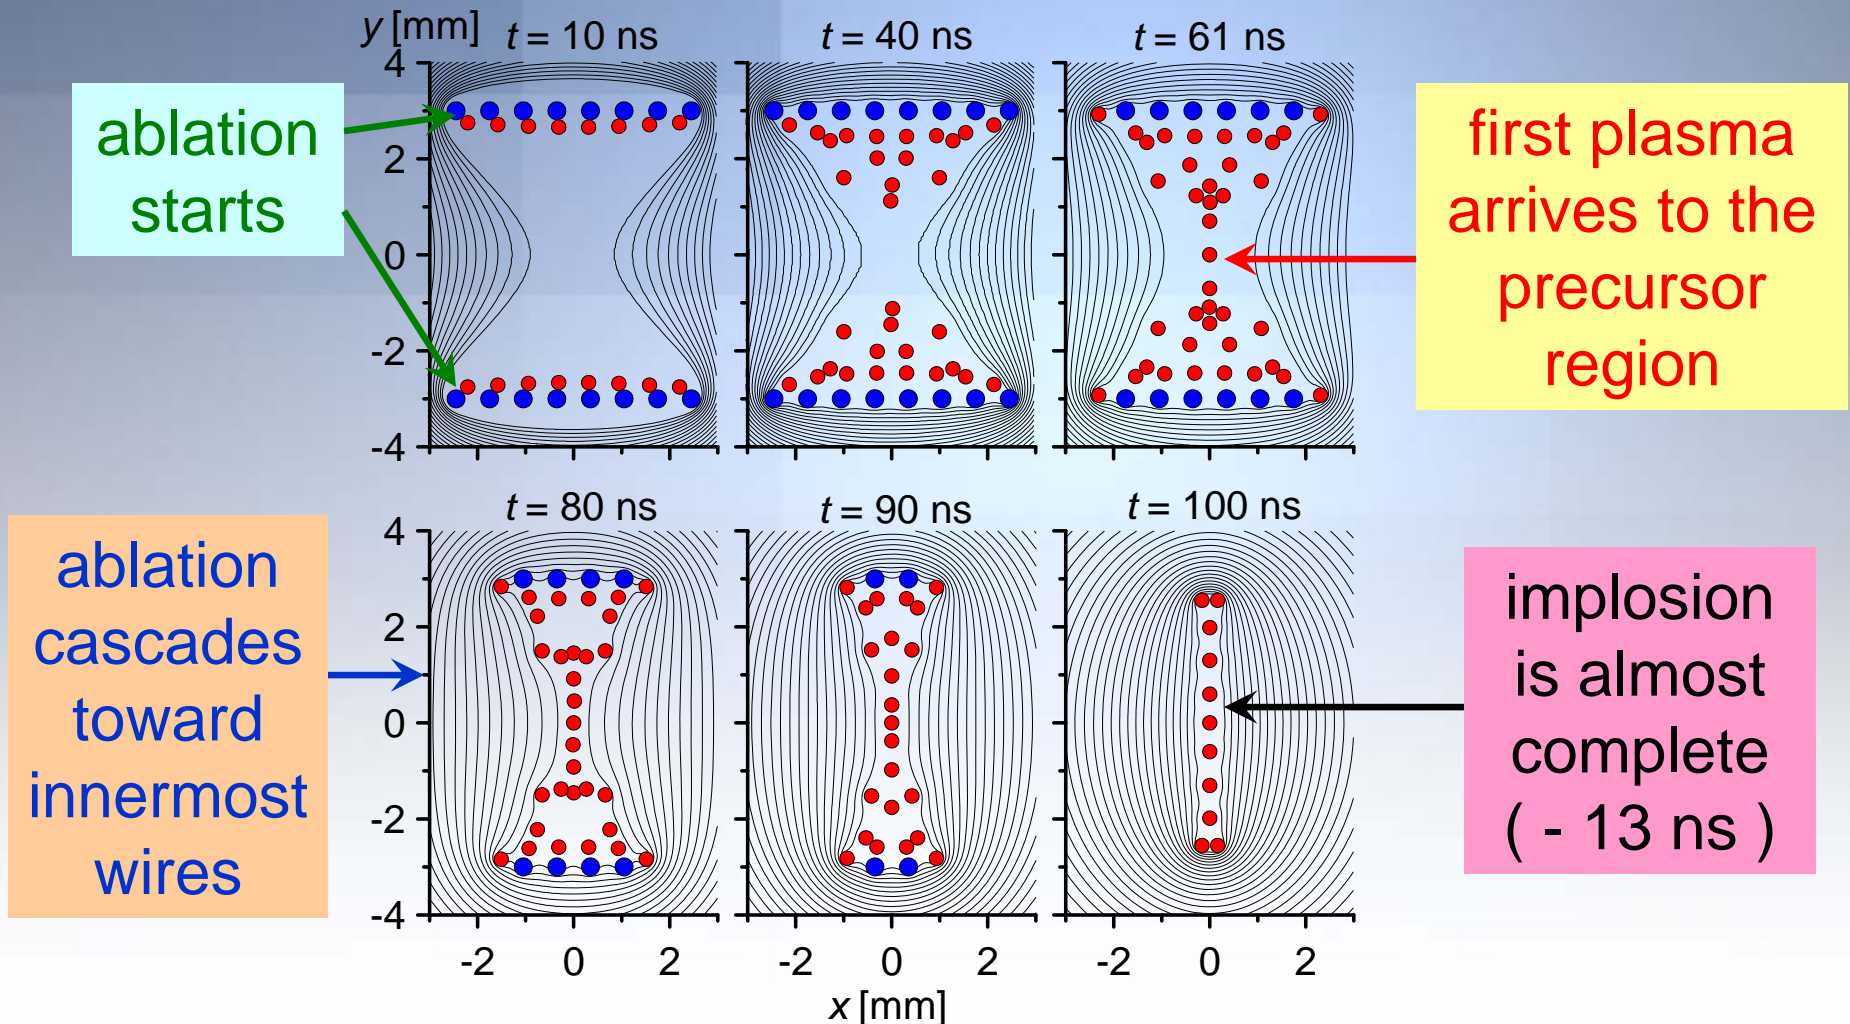 y [mm]
t = 10 ns
t = 40 ns
t = 61 ns
4
2
0
-2
-4
ablation
starts
first plasma
arrives to the
precursor
region
t = 80 ns
t = 90 ns
t = 100 ns
4
2
0
-2
-4
ablation
cascades
toward
innermost
wires
implosion
is almost
complete
( - 13 ns )
-2 0 2
-2 0 2
-2 0 2
x [mm]